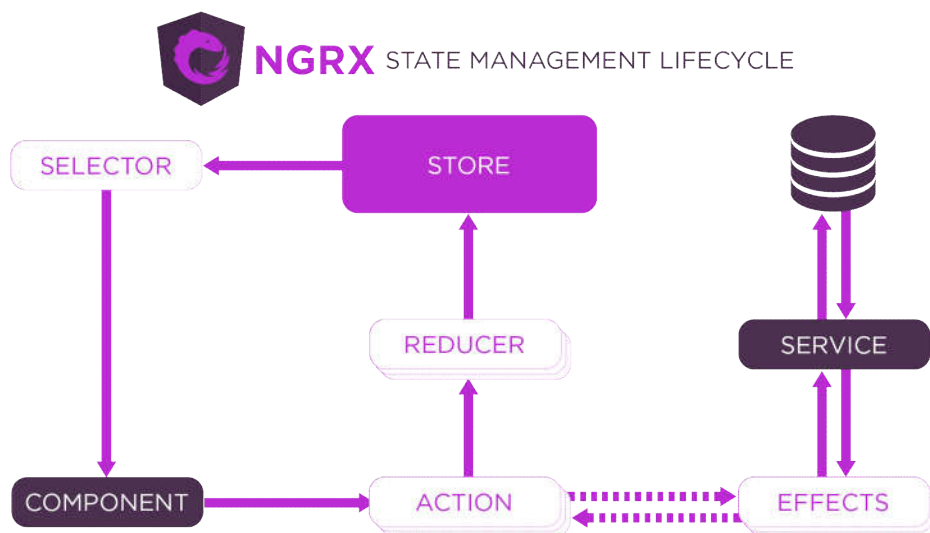 NGRX STATE MANAGEMENT LIFECYCLE
SELECTOR
STORE
REDUCER
SERVICE
COMPONENT
ACTION
EFFECTS